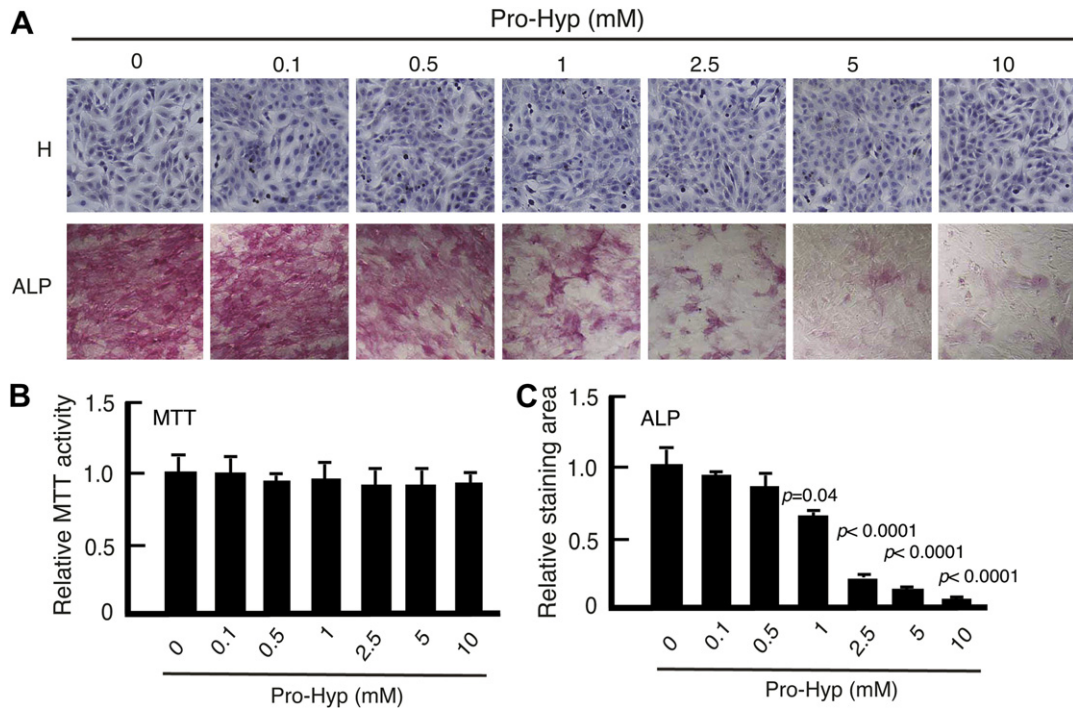 A
Pro-Hyp (mM)
0 0.1 0.5 1 2.5 5 10
H
ALP
B
1.5
1.0
0.5
0
Relative MTT activity
MTT
0 0.1 0.5 1 2.5 5 10
Pro-Hyp (mM)
C
1.5
1.0
0.5
0
Relative staining area
ALP
p=0.04
p< 0.0001
p< 0.0001
p< 0.0001
0 0.1 0.5 1 2.5 5 10
Pro-Hyp (mM)